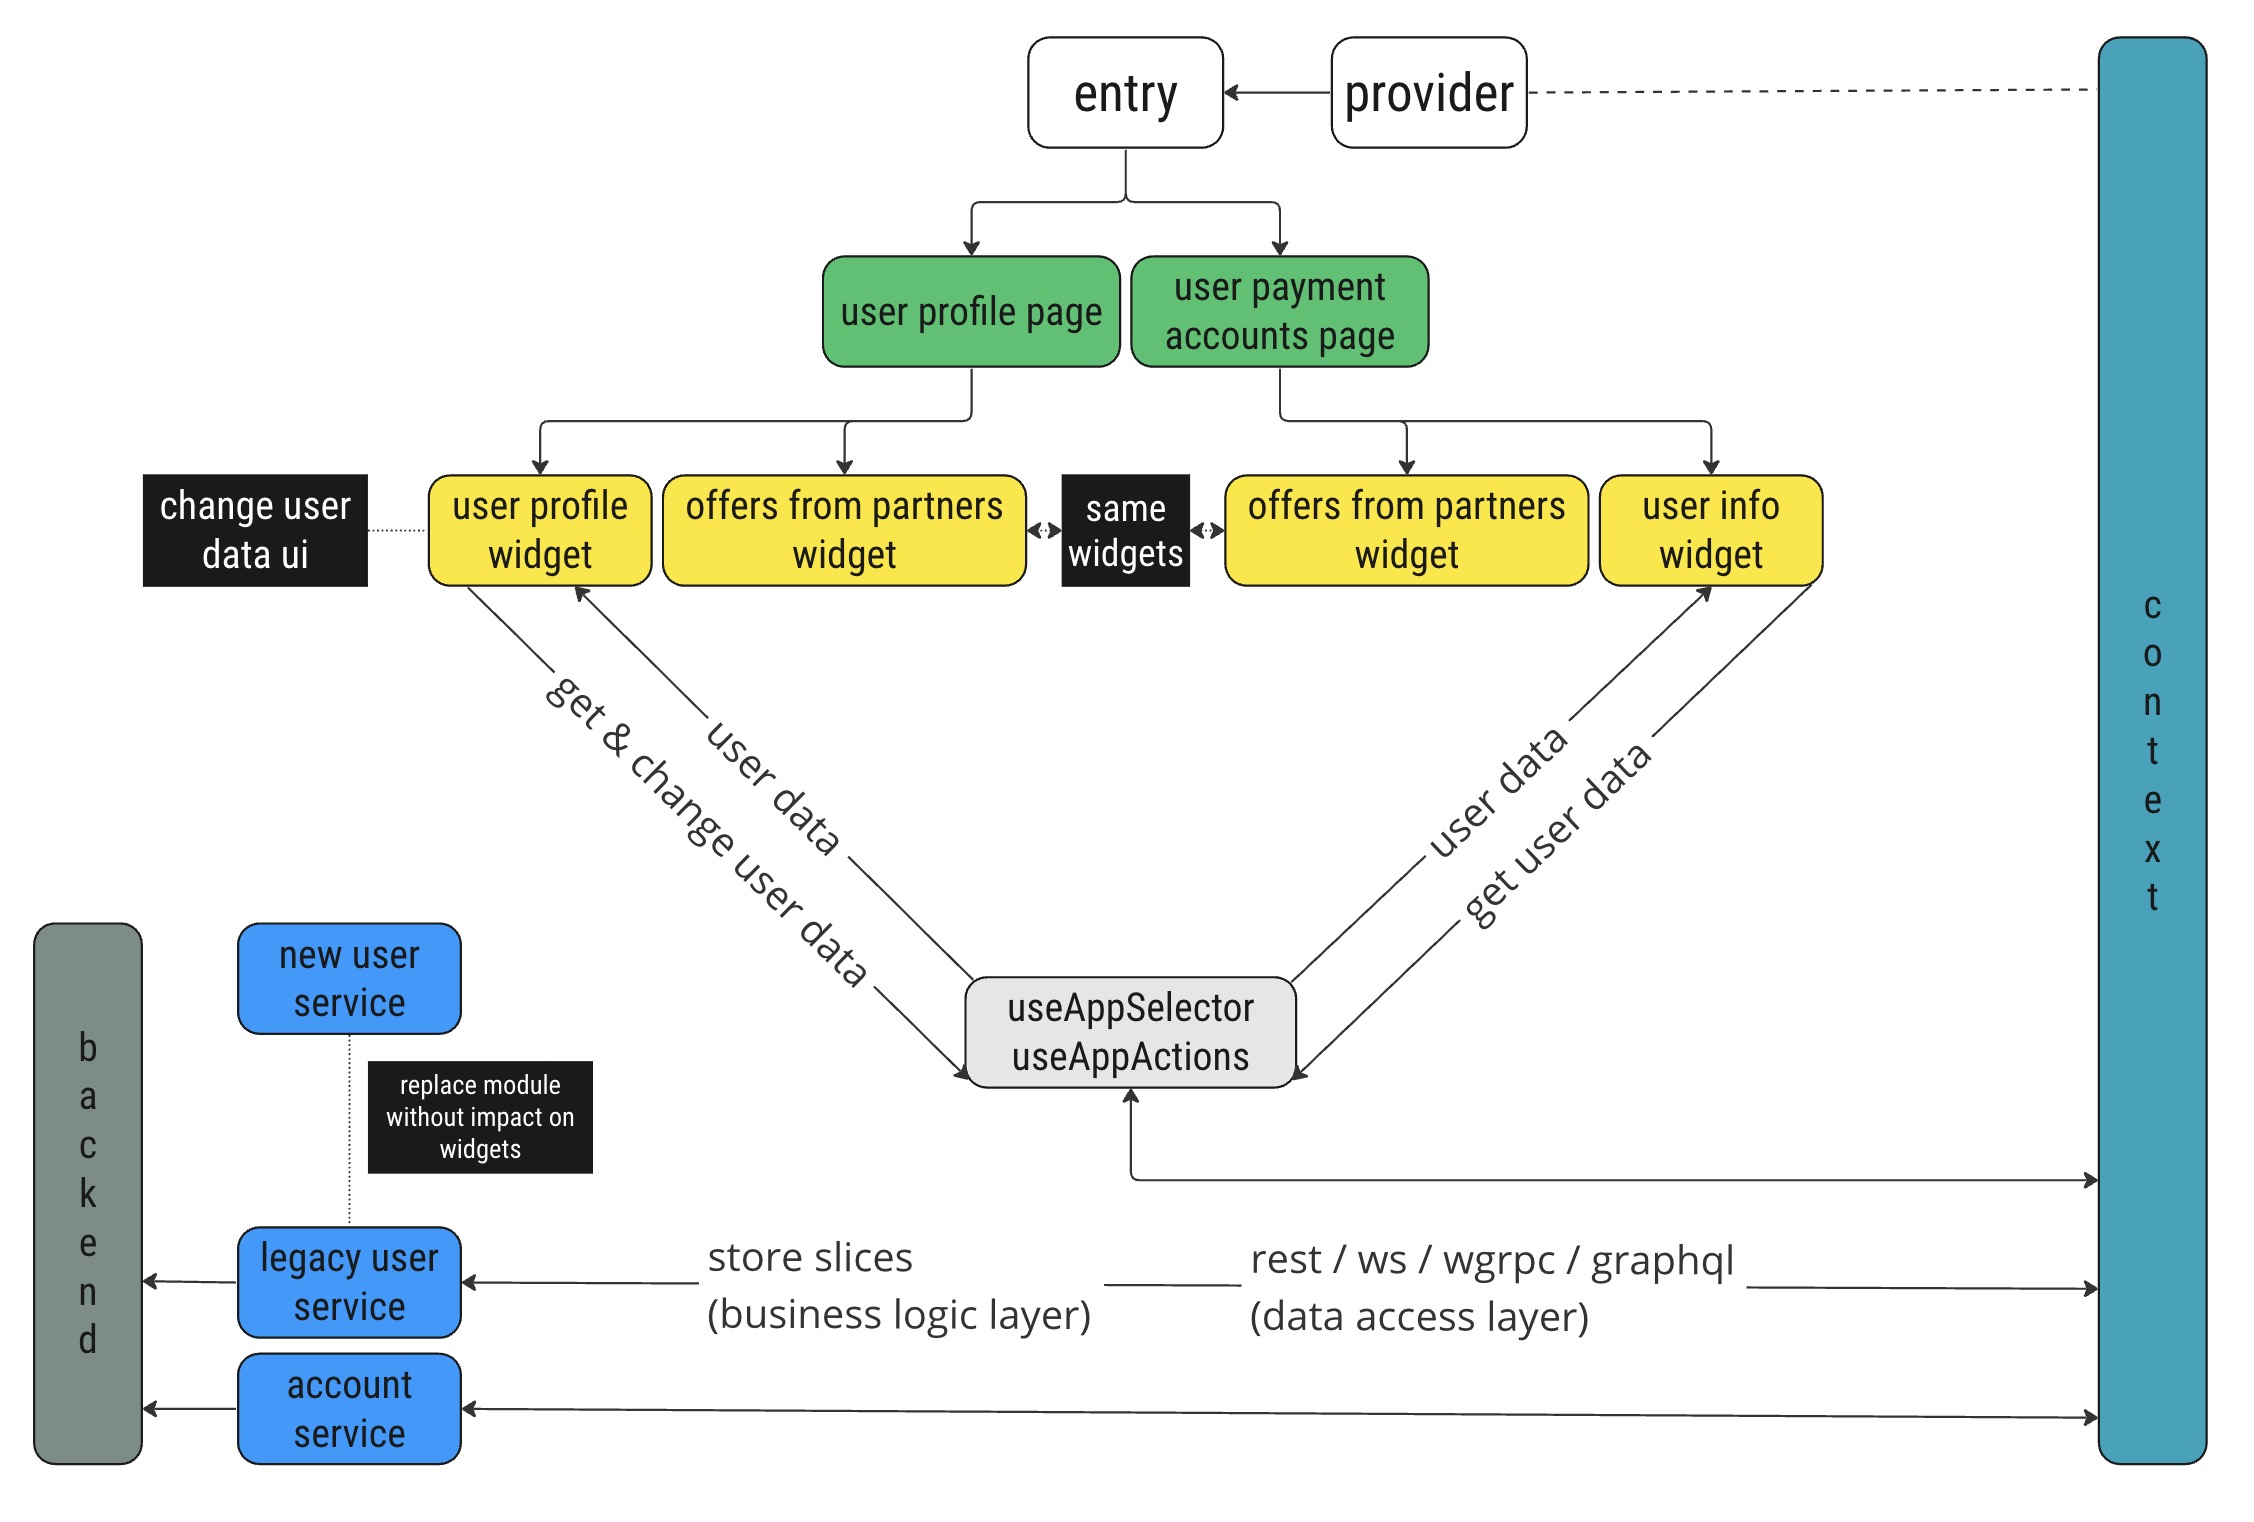 entry
provider
user profile page
user payment
accounts page
change user
data ui
user profile
widget
offers from partners
widget
same
widgets
offers from partners
widget
user info
widget
context
get & change user data
user data
user data
get user data
backend
new user
service
useAppSelector
useAppActions
replace module
without impact on
widgets
legacy user
service
store slices
(business logic layer)
rest / ws / wgrpc / graphql
(data access layer)
account
service